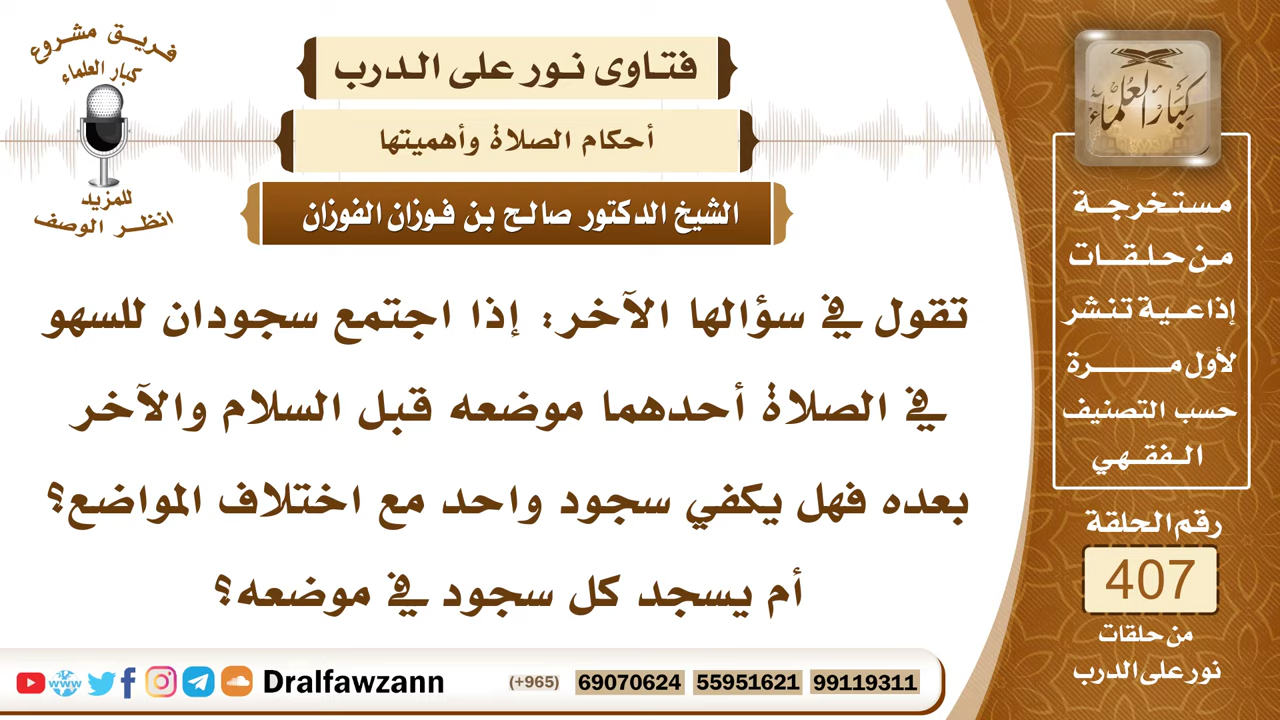 فريق مشروع
كبار العلماء
للمزيد
انظر الوصف
فتاوى نور على الدرب
أحكام الصلاة وأهميتها
الشيخ الدكتور صالح بن فوزان الفوزان
تقول في سؤالها الآخر: إذا اجتمع سجودان للسهو
في الصلاة أحدهما موضعه قبل السلام والآخر
بعده فهل يكفي سجود واحد مع اختلاف المواضع؟
أم يسجد كل سجود في موضعه؟
كبار العلماء
مستخرجة
من حلقات
إذاعية تنشر
لأول مرة
حسب التصنيف
الفقهي
رقم الحلقة
407
من حلقات
نور على الدرب
www
Dralfawzann
(+965) 69070624 55951621 99119311